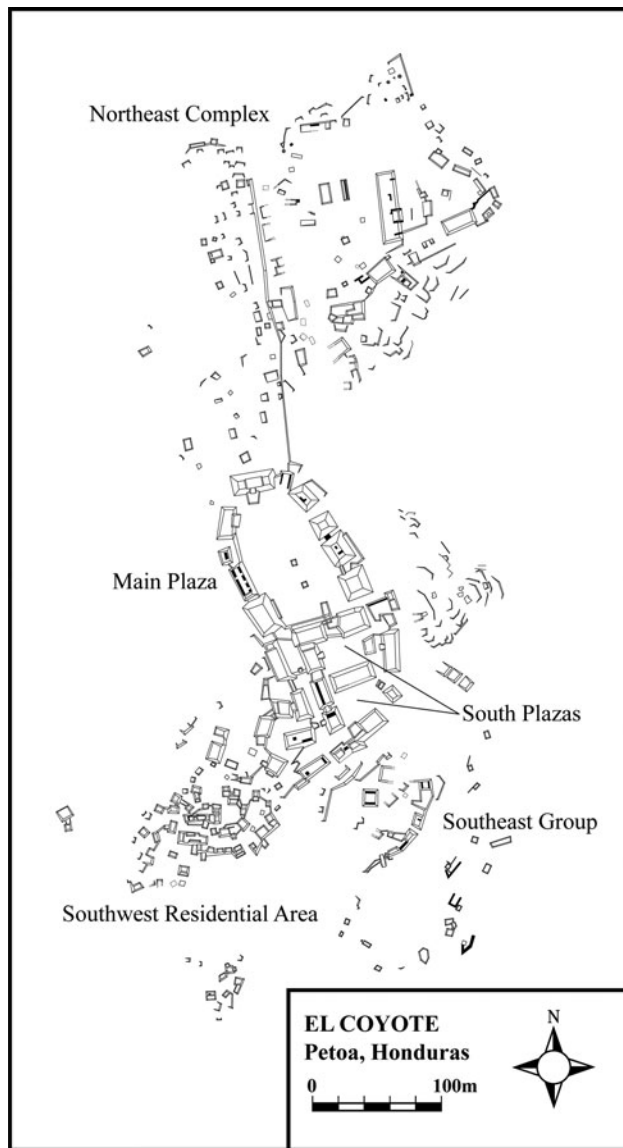 Northeast Complex
Main Plaza
South Plazas
Southeast Group
Southwest Residential Area
EL COYOTE
Petoa, Honduras
N
0 100m